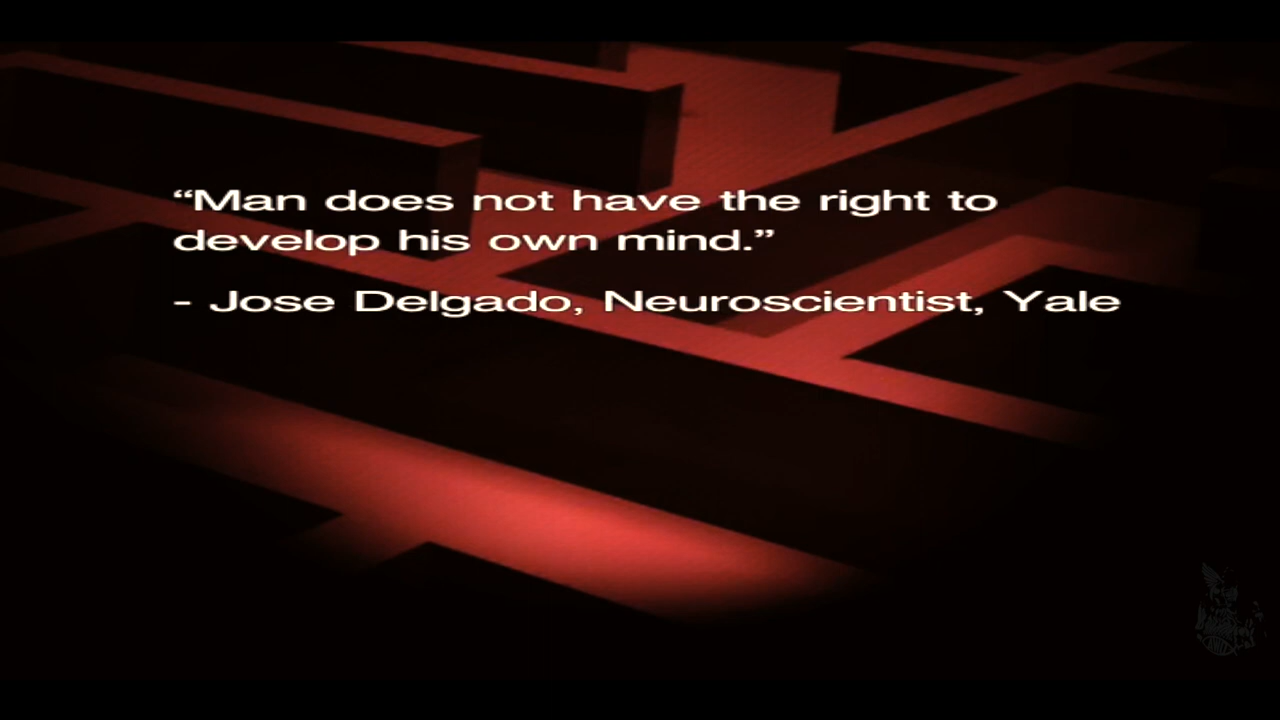 “Man does not have the right to
develop his own mind.”
- Jose Delgado, Neuroscientist, Yale